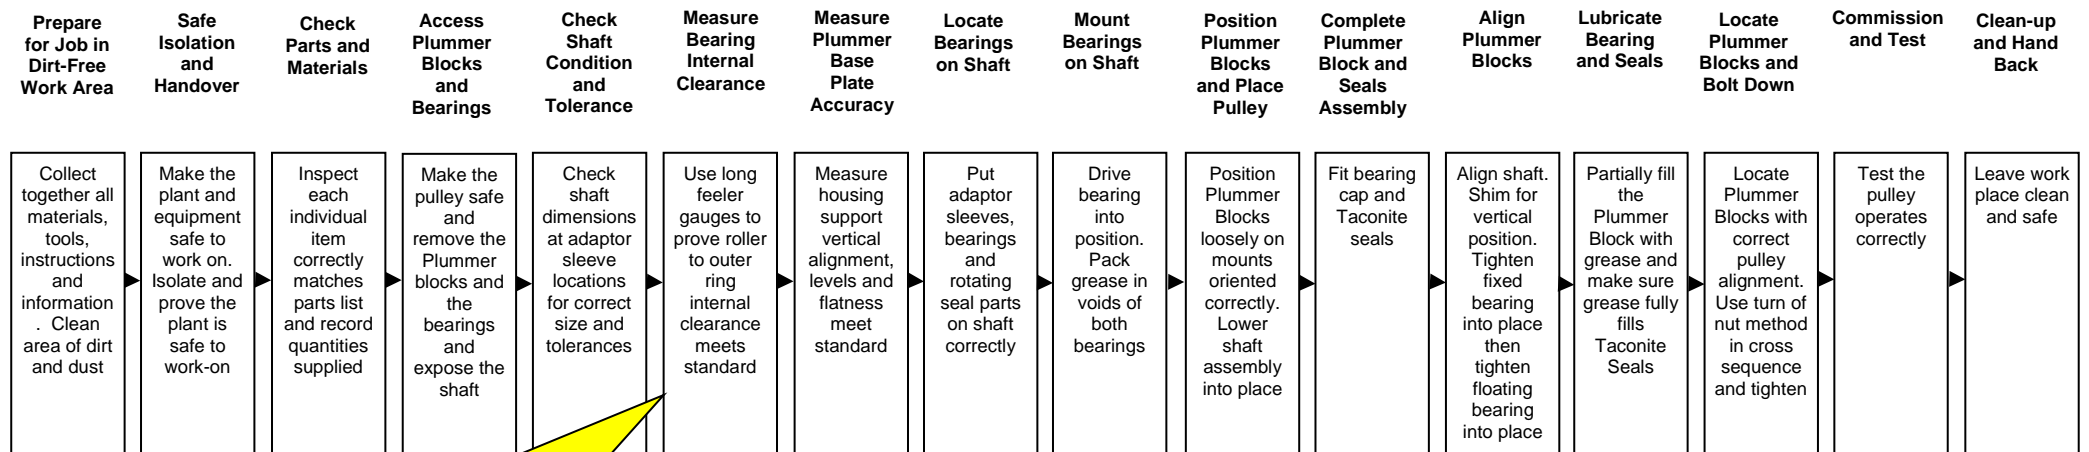 Prepare
for Job in
Dirt-Free
Work Area
Safe
Isolation
and
Handover
Check
Parts and
Materials
Access
Plummer
Blocks
and
Bearings
Check
Shaft
Condition
and
Tolerance
Measure
Bearing
Internal
Clearance
Measure
Plummer
Base
Plate
Accuracy
Locate
Bearings
on Shaft
Mount
Bearings
on Shaft
Position
Plummer
Blocks
and Place
Pulley
Complete
Plummer
Block and
Seals
Assembly
Align
Plummer
Blocks
Lubricate
Bearing
and Seals
Locate
Plummer
Blocks and
Bolt Down
Commission
and Test
Clean-up
and Hand
Back
Collect
together all
materials,
tools,
instructions
and
information
. Clean
area of dirt
and dust
Make the
plant and
equipment
safe to
work on.
Isolate and
prove the
plant is
safe to
work-on
Inspect
each
individual
item
correctly
matches
parts list
and record
quantities
supplied
Make the
pulley safe
and
remove the
Plummer
blocks and
the
bearings
and
expose the
shaft
Check
shaft
dimensions
at adaptor
sleeve
locations
for correct
size and
tolerances
Use long
feeler
gauges to
prove roller
to outer
ring
internal
clearance
meets
standard
Measure
housing
support
vertical
alignment,
levels and
flatness
meet
standard
Put
adaptor
sleeves,
bearings
and
rotating
seal parts
on shaft
correctly
Drive
bearing
into
position.
Pack
grease in
voids of
both
bearings
Position
Plummer
Blocks
loosely on
mounts
oriented
correctly.
Lower
shaft
assembly
into place
Fit bearing
cap and
Taconite
seals
Align shaft.
Shim for
vertical
position.
Tighten
fixed
bearing
into place
then
tighten
floating
bearing
into place
Partially fill
the
Plummer
Block with
grease and
make sure
grease fully
fills
Taconite
Seals
Locate
Plummer
Blocks with
correct
pulley
alignment.
Use turn of
nut method
in cross
sequence
and tighten
Test the
pulley
operates
correctly
Leave work
place clean
and safe